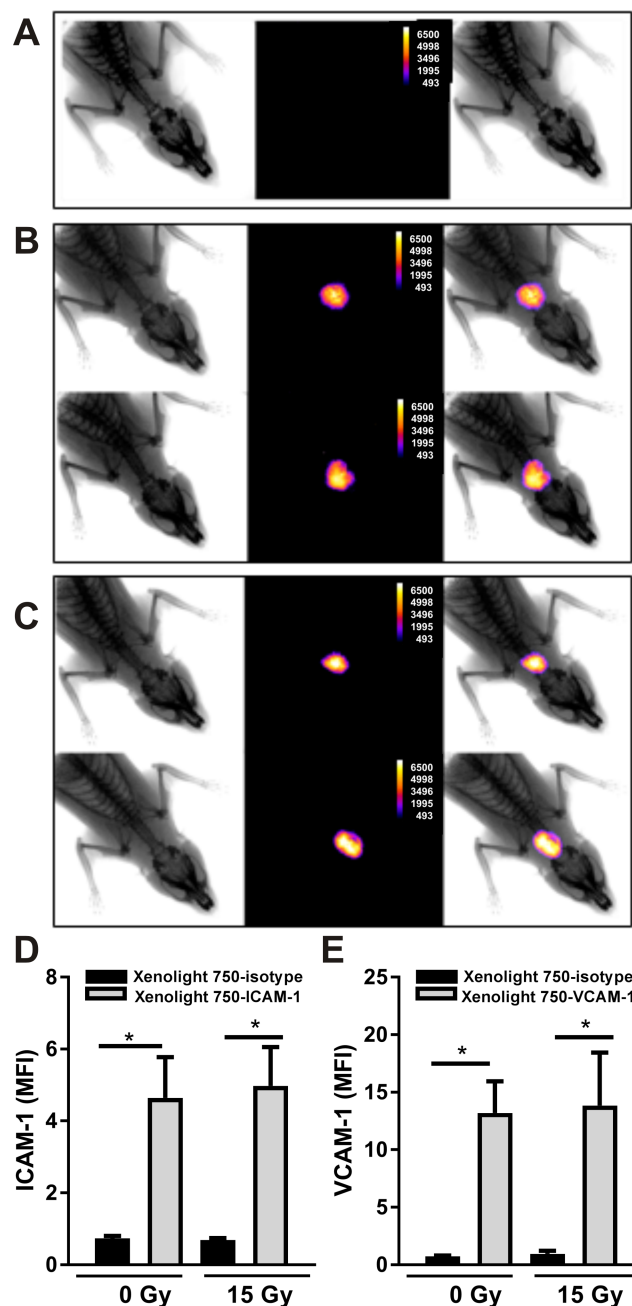 A
6500
4998
3496
1995
493
B
6500
4998
3496
1995
493
6500
4998
3496
1995
493
C
6500
4998
3496
1995
493
6500
4998
3496
1995
493
D
Xenolight 750-isotype
Xenolight 750-ICAM-1
ICAM-1 (MFI)
8
6
4
2
0
*
*
0 Gy
15 Gy
E
Xenolight 750-isotype
Xenolight 750-VCAM-1
VCAM-1 (MFI)
25
20
15
10
5
0
*
*
0 Gy
15 Gy